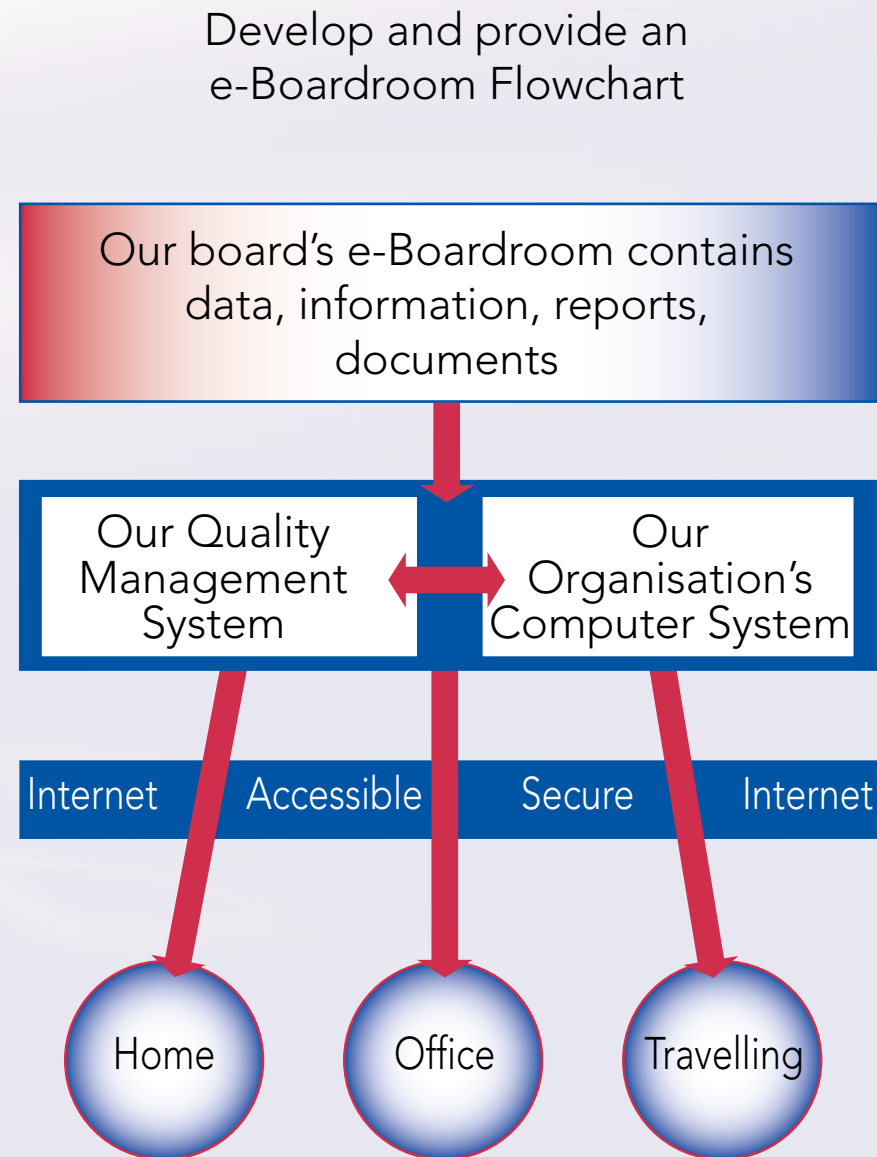 Develop and provide an
e-Boardroom Flowchart
Our board’s e-Boardroom contains
data, information, reports,
documents
Our Quality
Management
System
Our
Organisation’s
Computer System
Internet Accessible Secure Internet
Home Office Travelling